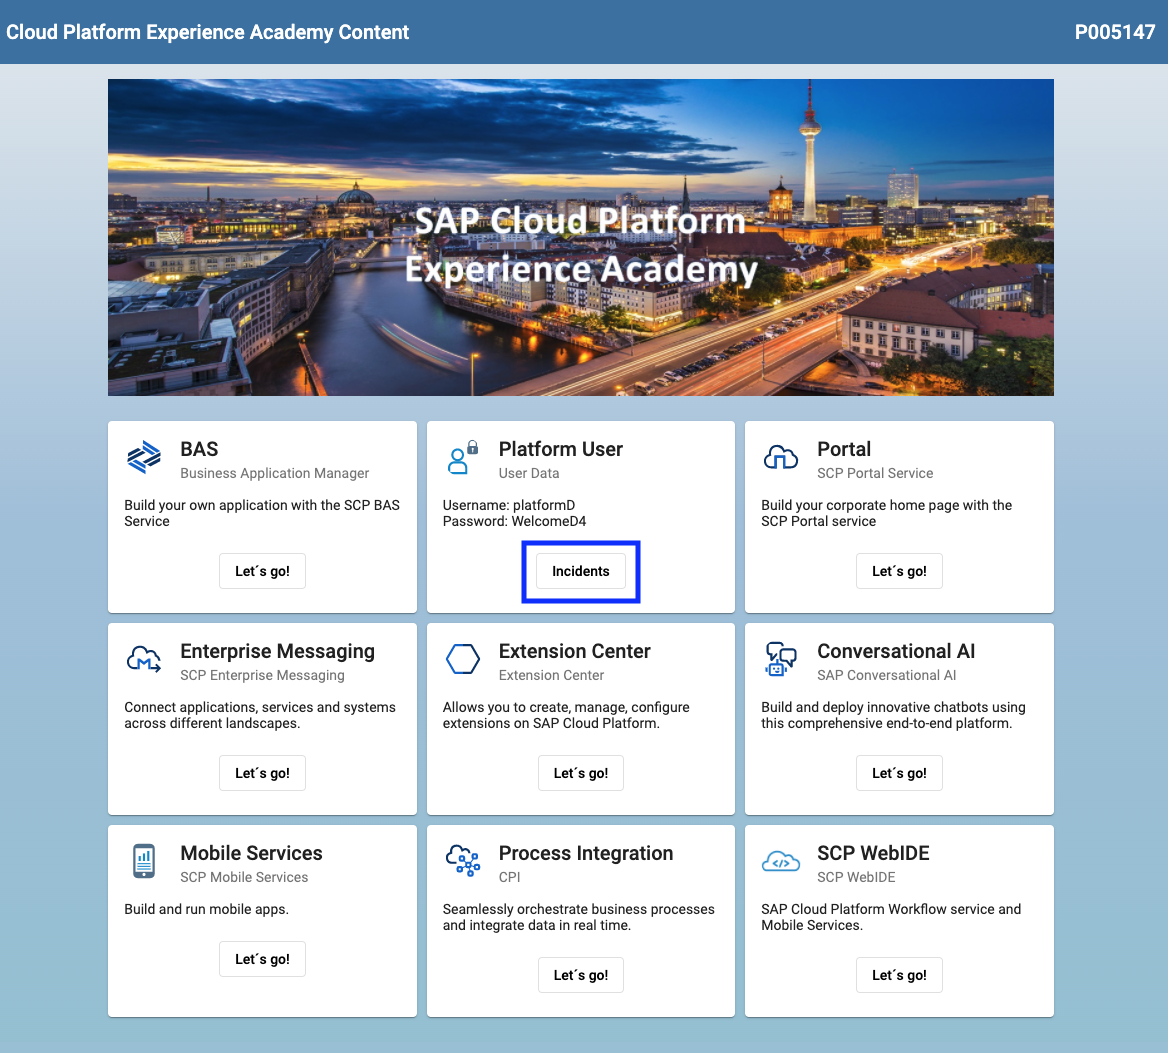 Cloud Platform Experience Academy Content
P005147
SAP Cloud Platform
Experience Academy
BAS
Business Application Manager
Build your own application with the SCP BAS
Service
Let´s go!
Platform User
User Data
Username: platformD
Password: WelcomeD4
Incidents
Portal
SCP Portal Service
Build your corporate home page with the
SCP Portal service
Let´s go!
Enterprise Messaging
SCP Enterprise Messaging
Connect applications, services and systems
across different landscapes.
Let´s go!
Extension Center
Extension Center
Allows you to create, manage, configure
extensions on SAP Cloud Platform.
Let´s go!
Conversational AI
SAP Conversational AI
Build and deploy innovative chatbots using
this comprehensive end-to-end platform.
Let´s go!
Mobile Services
SCP Mobile Services
Build and run mobile apps.
Let´s go!
Process Integration
CPI
Seamlessly orchestrate business processes
and integrate data in real time.
Let´s go!
SCP WebIDE
SCP WebIDE
SAP Cloud Platform Workflow service and
Mobile Services.
Let´s go!